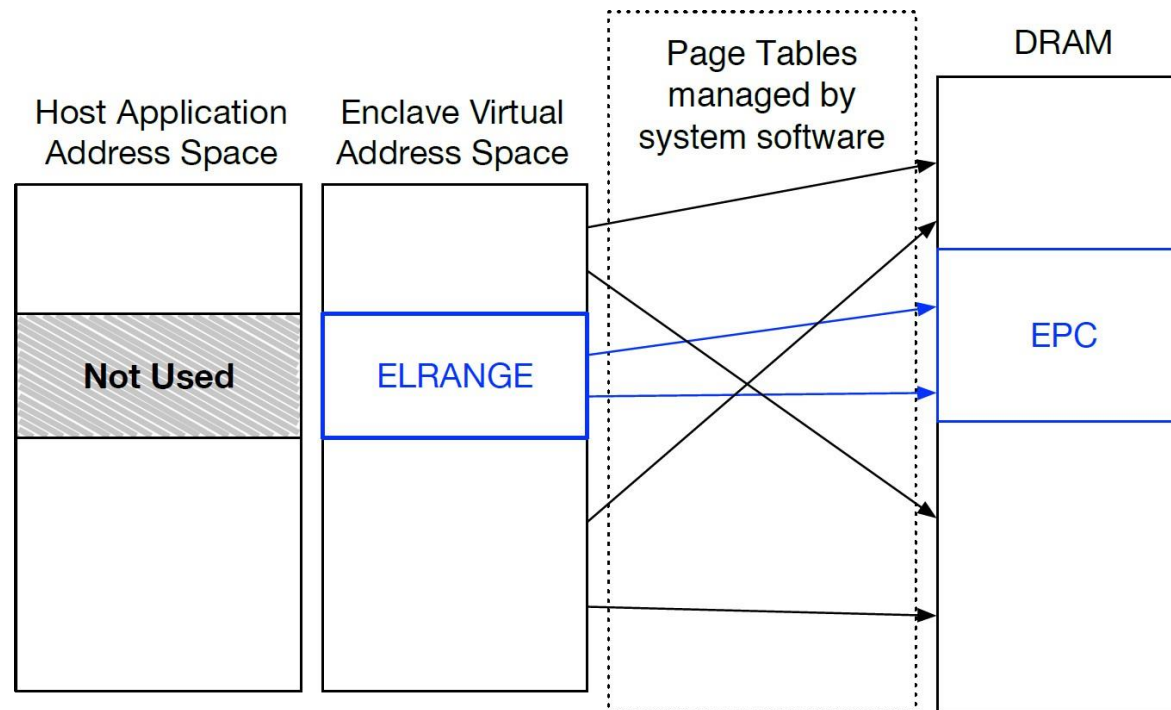 Host Application
Address Space
Enclave Virtual
Address Space
Page Tables
managed by
system software
DRAM
Not Used
ELRANGE
EPC